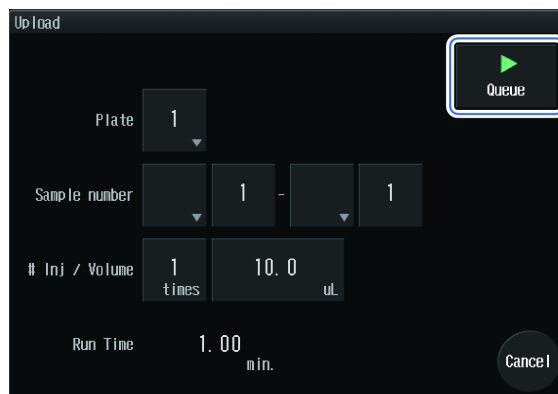 Upload
Queue
Plate 1
Sample number 1 - 1
# Inj / Volume 1 times 10.0 uL
Run Time 1.00 min.
Cancel